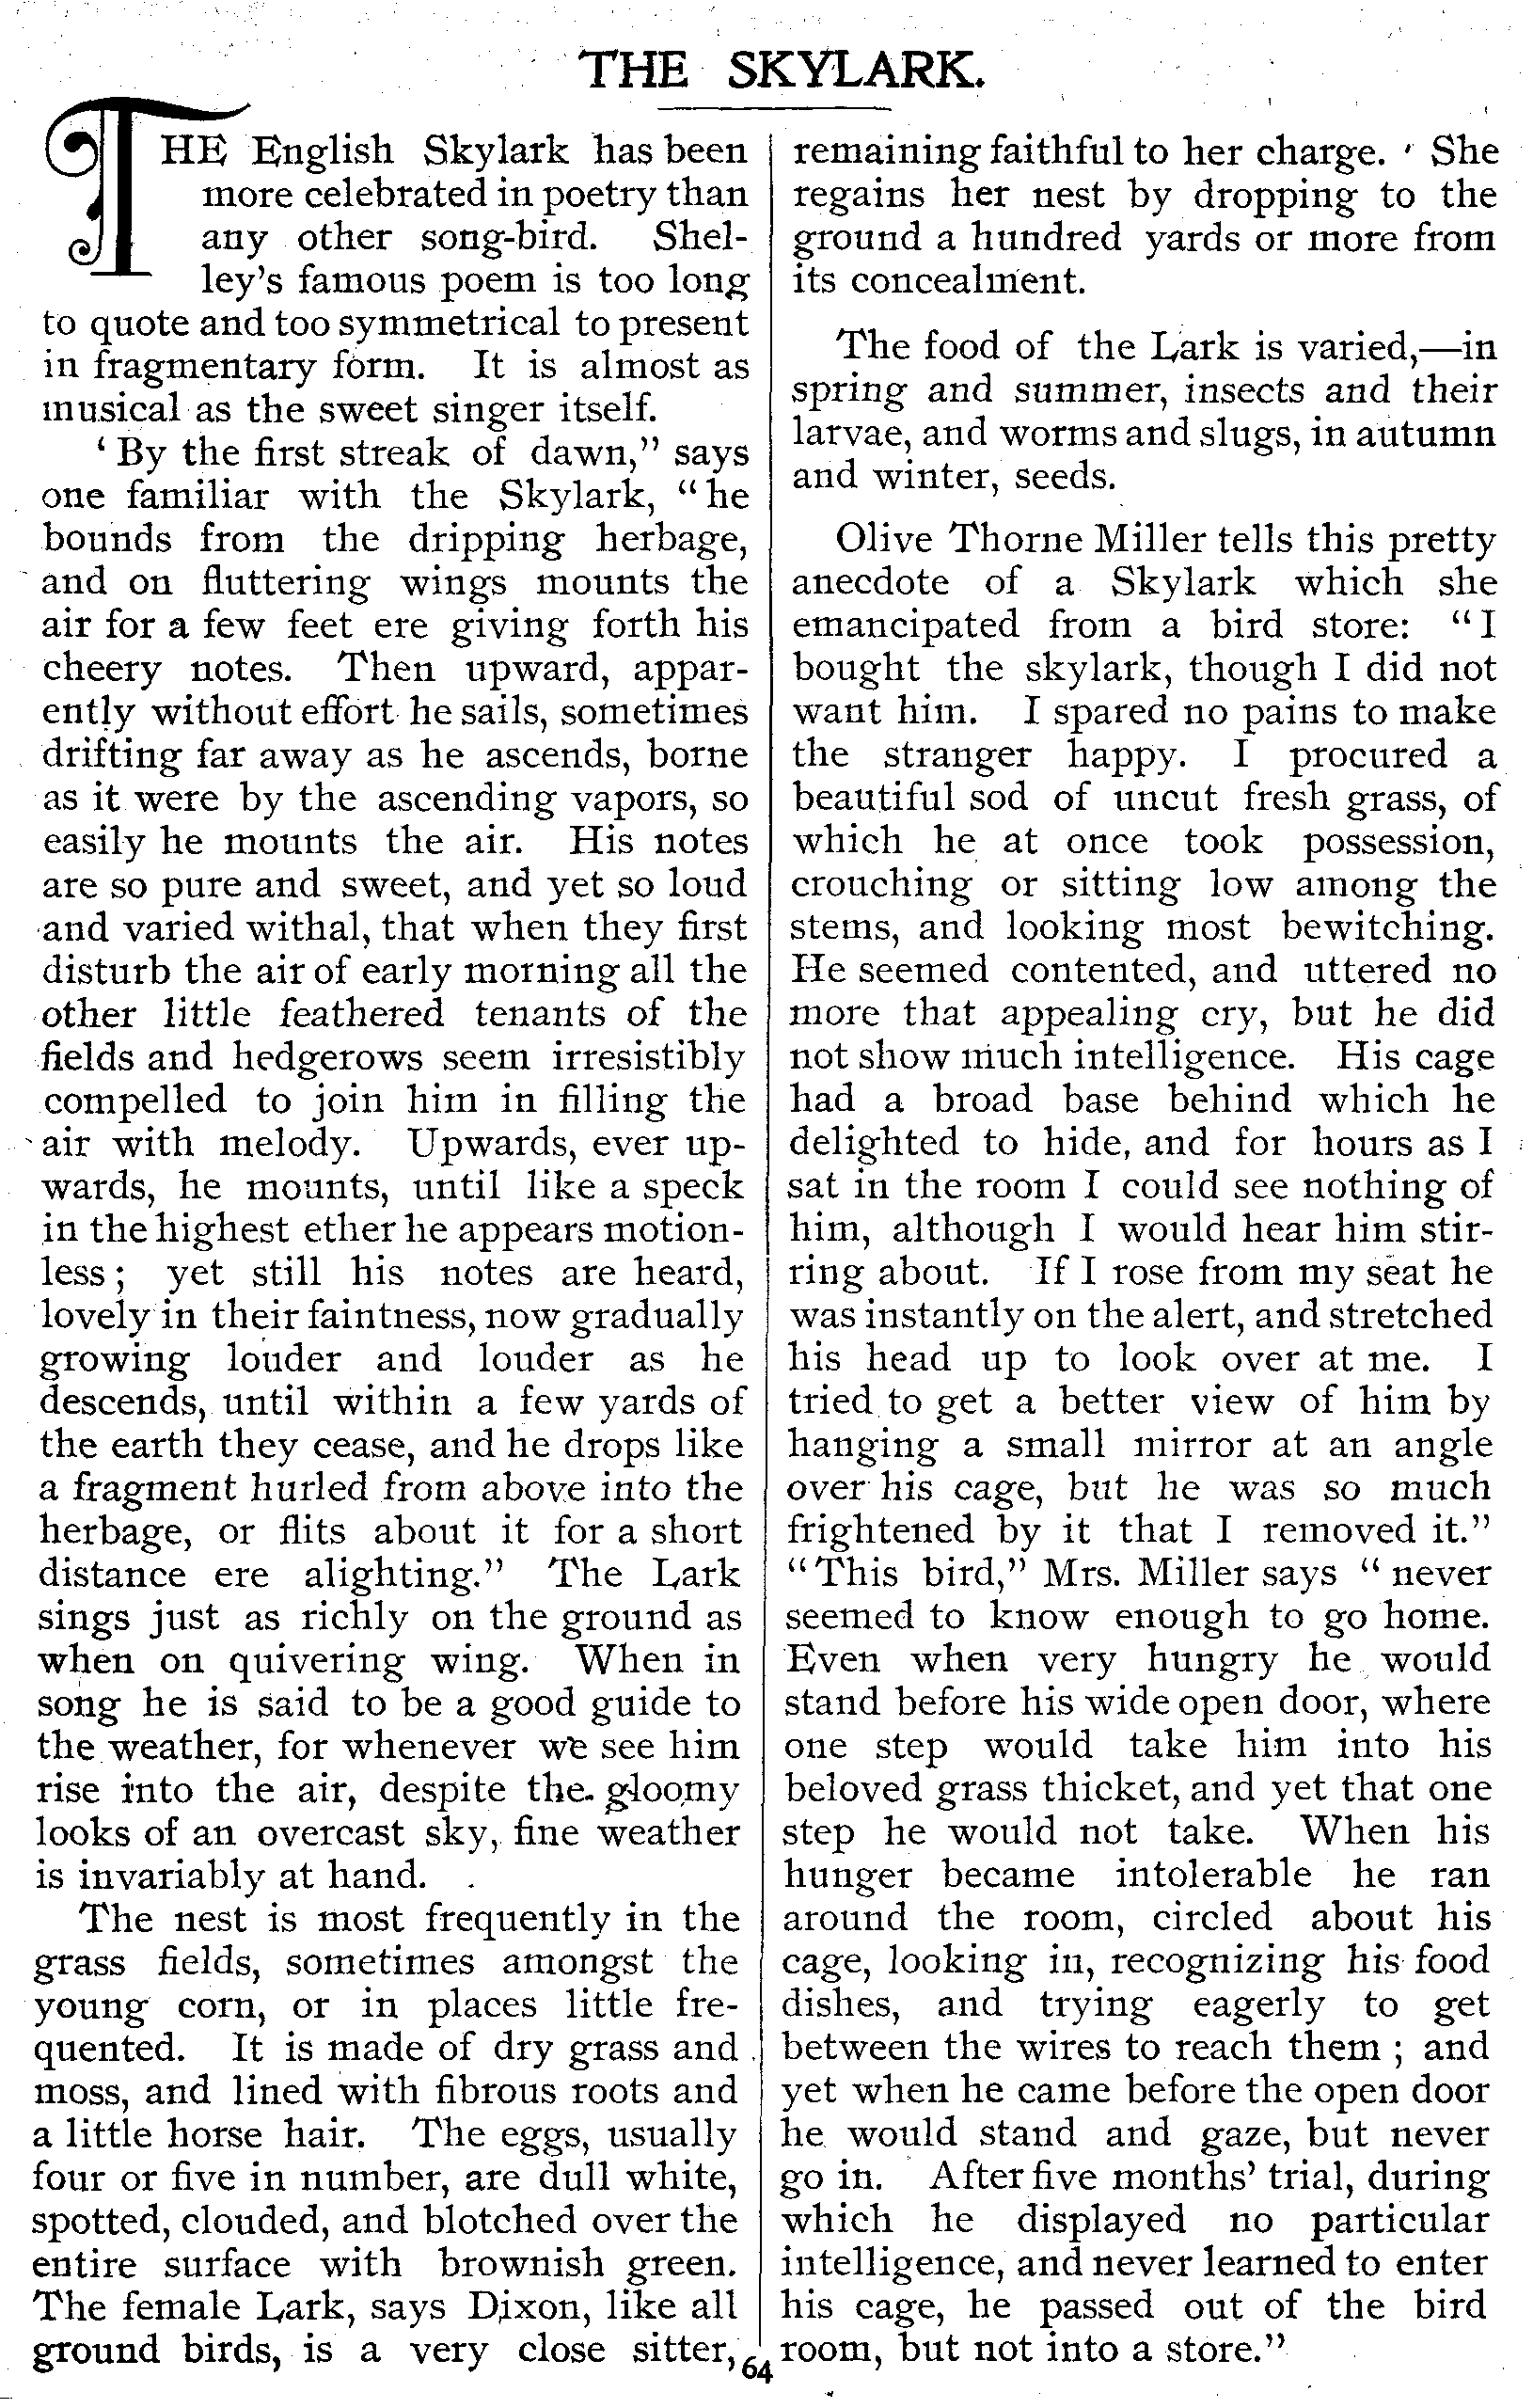 THE SKYLARK.
THE English Skylark has been
more celebrated in poetry than
any other song-bird. Shel-
ley's famous poem is too long
to quote and too symmetrical to present
in fragmentary form. It is almost as
musical as the sweet singer itself.
‘ By the first streak of dawn,” says
one familiar with the Skylark, “he
bounds from the dripping herbage,
and on fluttering wings mounts the
air for a few feet ere giving forth his
cheery notes. Then upward, appar-
ently without effort he sails, sometimes
drifting far away as he ascends, borne
as it were by the ascending vapors, so
easily he mounts the air. His notes
are so pure and sweet, and yet so loud
and varied withal, that when they first
disturb the air of early morning all the
other little feathered tenants of the
fields and hedgerows seem irresistibly
compelled to join him in filling the
air with melody. Upwards, ever up-
wards, he mounts, until like a speck
in the highest ether he appears motion-
less; yet still his notes are heard,
lovely in their faintness, now gradually
growing louder and louder as he
descends, until within a few yards of
the earth they cease, and he drops like
a fragment hurled from above into the
herbage, or flits about it for a short
distance ere alighting.” The Lark
sings just as richly on the ground as
when on quivering wing. When in
song he is said to be a good guide to
the weather, for whenever we see him
rise into the air, despite the gloomy
looks of an overcast sky, fine weather
is invariably at hand.
The nest is most frequently in the
grass fields, sometimes amongst the
young corn, or in places little fre-
quented. It is made of dry grass and
moss, and lined with fibrous roots and
a little horse hair. The eggs, usually
four or five in number, are dull white,
spotted, clouded, and blotched over the
entire surface with brownish green.
The female Lark, says Dixon, like all
ground birds, is a very close sitter,
remaining faithful to her charge. She
regains her nest by dropping to the
ground a hundred yards or more from
its concealment.
The food of the Lark is varied,—in
spring and summer, insects and their
larvae, and worms and slugs, in autumn
and winter, seeds.
Olive Thorne Miller tells this pretty
anecdote of a Skylark which she
emancipated from a bird store: “I
bought the skylark, though I did not
want him. I spared no pains to make
the stranger happy. I procured a
beautiful sod of uncut fresh grass, of
which he at once took possession,
crouching or sitting low among the
stems, and looking most bewitching.
He seemed contented, and uttered no
more that appealing cry, but he did
not show much intelligence. His cage
had a broad base behind which he
delighted to hide, and for hours as I
sat in the room I could see nothing of
him, although I would hear him stir-
ring about. If I rose from my seat he
was instantly on the alert, and stretched
his head up to look over at me. I
tried to get a better view of him by
hanging a small mirror at an angle
over his cage, but he was so much
frightened by it that I removed it.”
“This bird,” Mrs. Miller says “ never
seemed to know enough to go home.
Even when very hungry he would
stand before his wide open door, where
one step would take him into his
beloved grass thicket, and yet that one
step he would not take. When his
hunger became intolerable he ran
around the room, circled about his
cage, looking in, recognizing his food
dishes, and trying eagerly to get
between the wires to reach them ; and
yet when he came before the open door
he would stand and gaze, but never
go in. After five months’ trial, during
which he displayed no particular
intelligence, and never learned to enter
his cage, he passed out of the bird
room, but not into a store.”
64